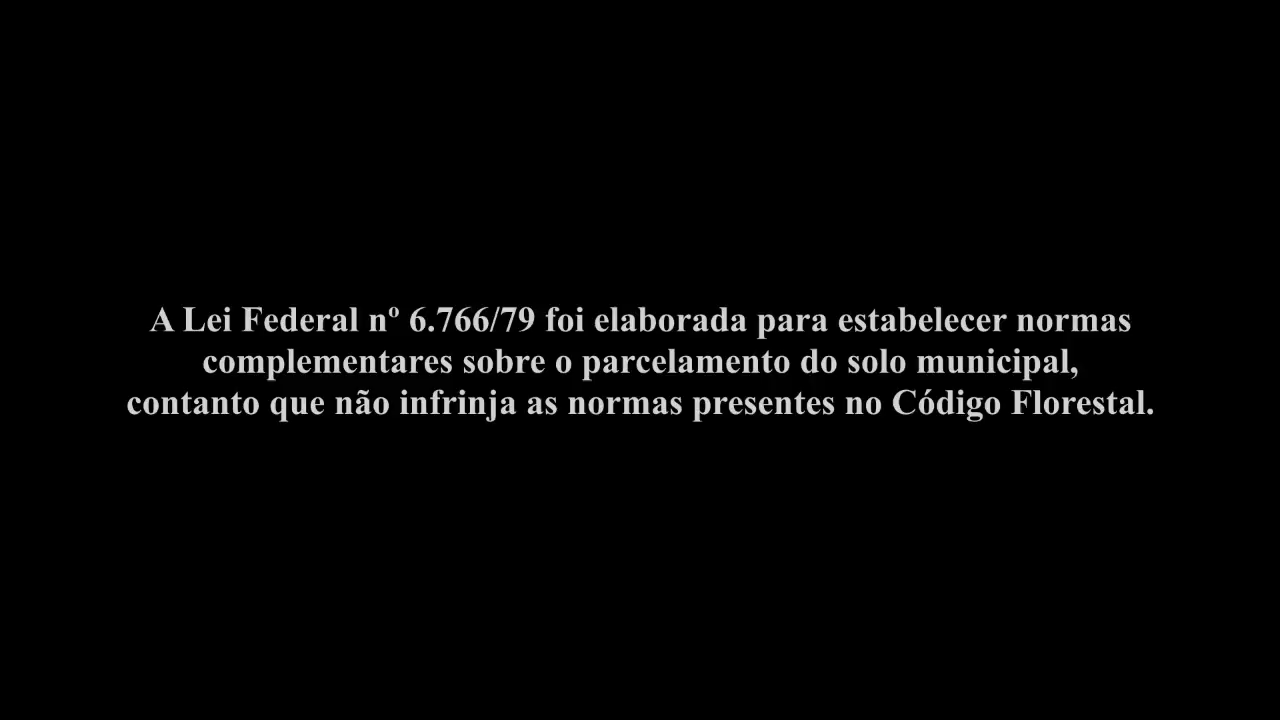 A Lei Federal nº 6.766/79 foi elaborada para estabelecer normas
complementares sobre o parcelamento do solo municipal,
contanto que não infrinja as normas presentes no Código Florestal.